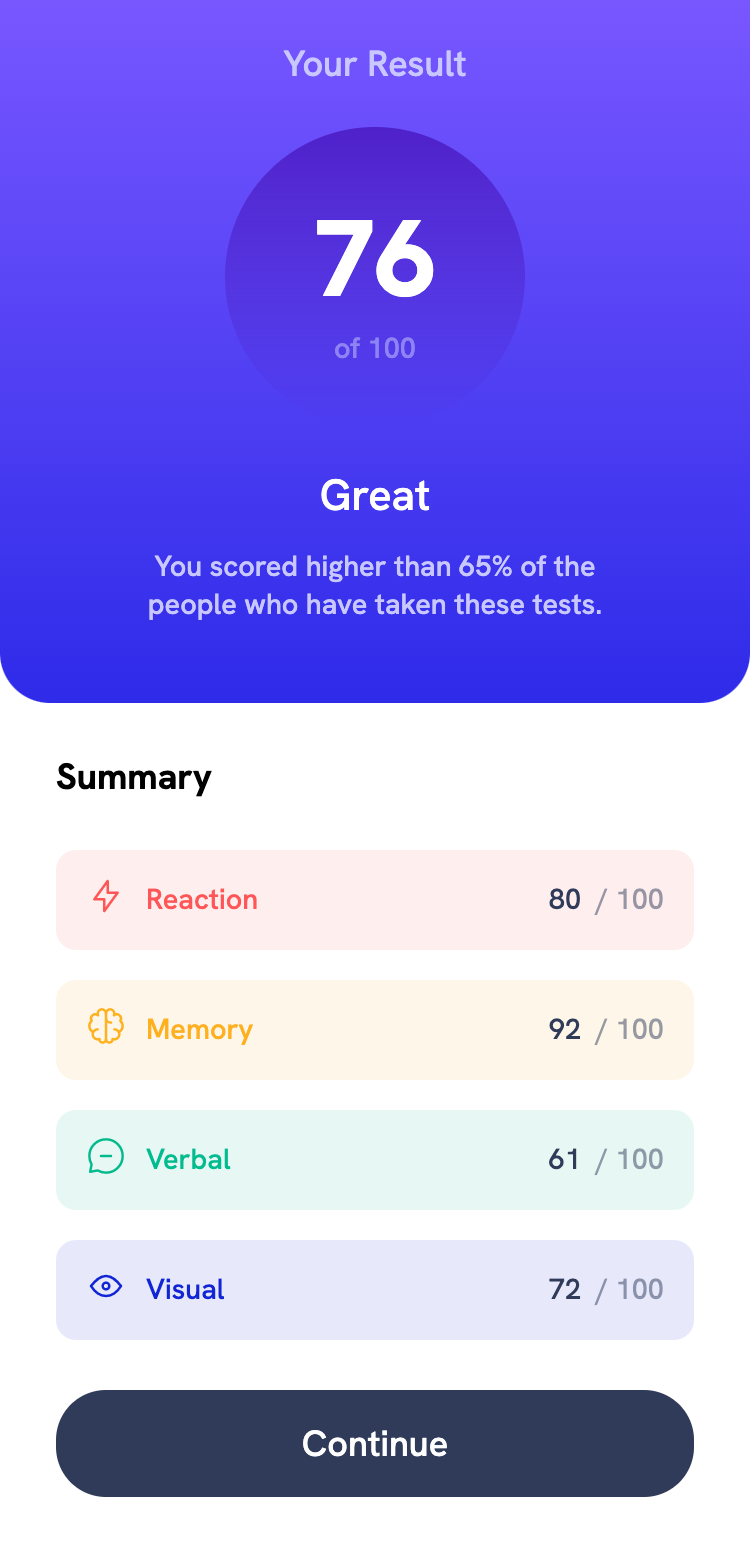 Your Result
76
of 100
Great
You scored higher than 65% of the
people who have taken these tests.
Summary
Reaction 80 / 100
Memory 92 / 100
Verbal 61 / 100
Visual 72 / 100
Continue